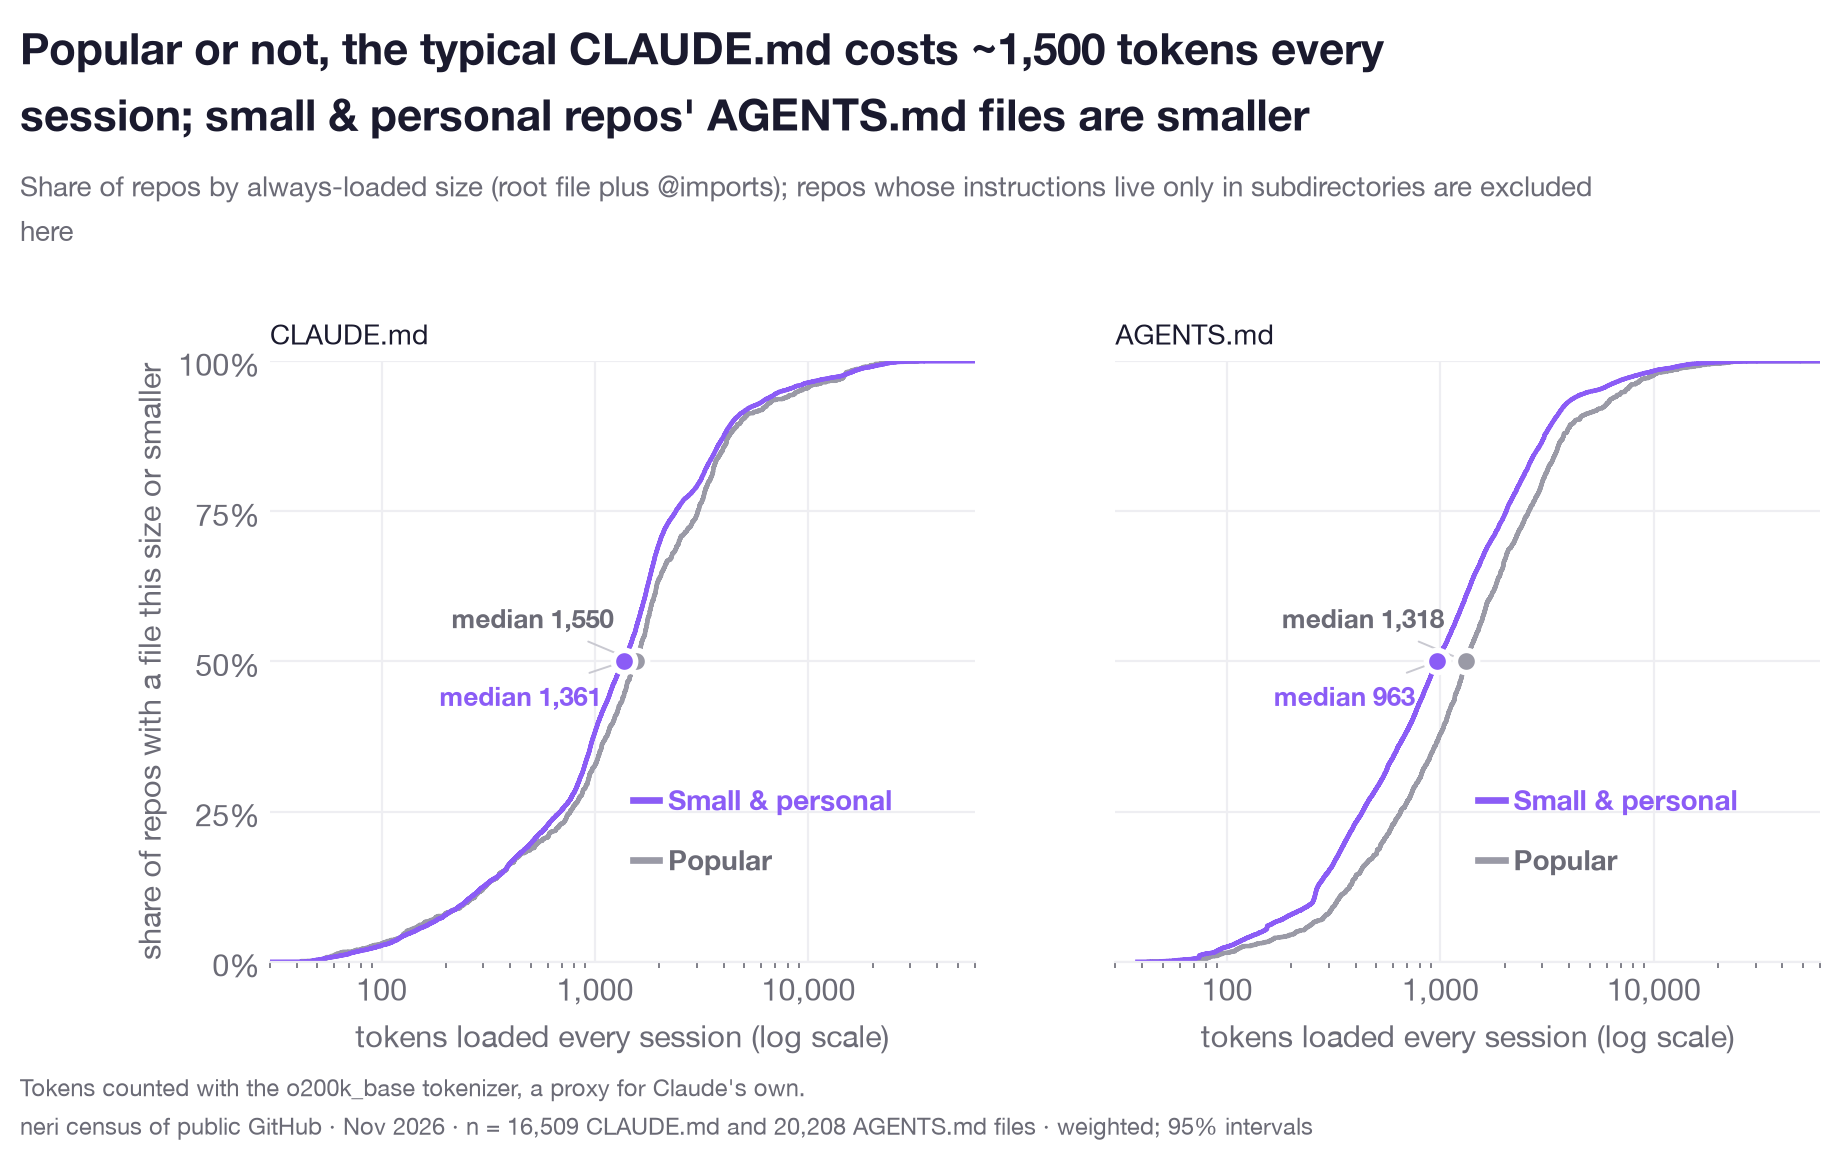 Popular or not, the typical CLAUDE.md costs ~1,500 tokens every
session; small & personal repos' AGENTS.md files are smaller
Share of repos by always-loaded size (root file plus @imports); repos whose instructions live only in subdirectories are excluded
here
CLAUDE.md
share of repos with a file this size or smaller
100%
75%
50%
25%
0%
median 1,550
median 1,361
Small & personal
Popular
100
1,000
10,000
tokens loaded every session (log scale)
AGENTS.md
median 1,318
median 963
Small & personal
Popular
100
1,000
10,000
tokens loaded every session (log scale)
Tokens counted with the o200k_base tokenizer, a proxy for Claude's own.
neri census of public GitHub · Nov 2026 · n = 16,509 CLAUDE.md and 20,208 AGENTS.md files · weighted; 95% intervals